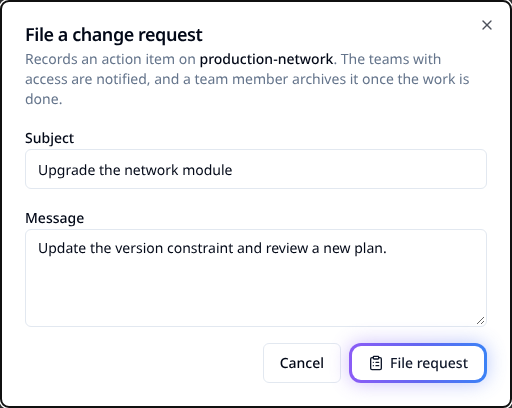 File a change request
Records an action item on production-network. The teams with
access are notified, and a team member archives it once the work is
done.
Subject
Upgrade the network module
Message
Update the version constraint and review a new plan.
Cancel
File request